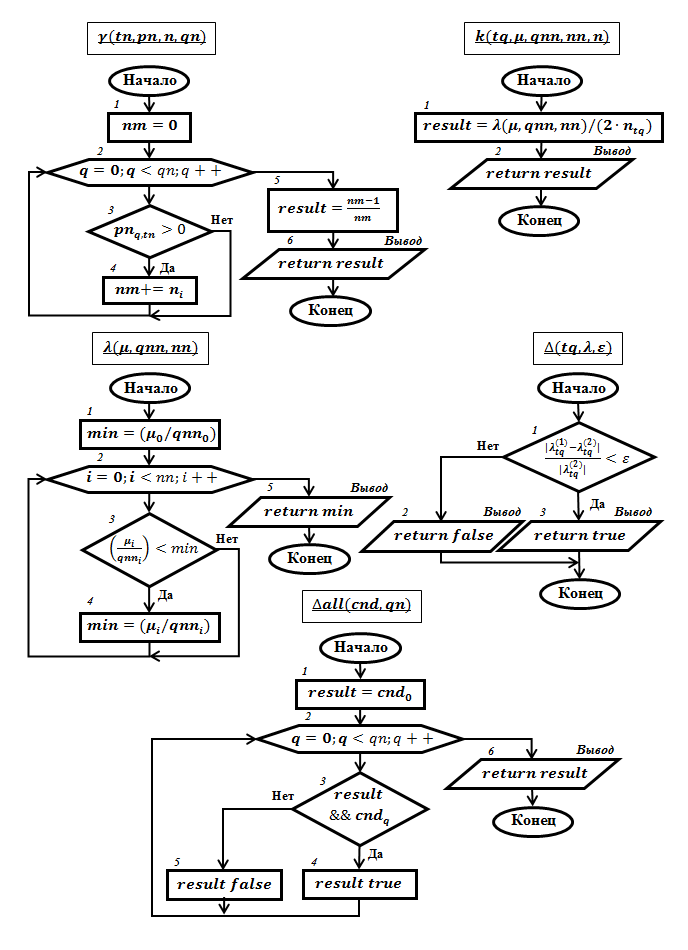 γ(tn,pn,n,qn)
Начало
1
nm = 0
2
q = 0; q < qn; q + +
3
pn_{q,tn} > 0
Нет
Да
4
nm+= n_i
5
result = \frac{nm−1}{nm}
6
Вывод
return result
Конец
k(tq,μ,qnn,nn,n)
Начало
1
result = λ(μ,qnn,nn)/(2 · n_{tq})
2
Вывод
return result
Конец
λ(μ,qnn,nn)
Начало
1
min = (μ_0/qnn_0)
2
i = 0; i < nn; i + +
3
(\frac{μ_i}{qnn_i}) < min
Нет
Да
4
min = (μ_i/qnn_i)
5
Вывод
return min
Конец
Δ(tq,λ,ε)
Начало
1
\frac{|λ_{tq}^{(1)}−λ_{tq}^{(2)}|}{|λ_{tq}^{(2)}|} < ε
Нет
Да
2
Вывод
return false
3
Вывод
return true
Конец
Δall(cnd,qn)
Начало
1
result = cnd_0
2
q = 0; q < qn; q + +
3
result
&& cnd_q
Нет
Да
5
result false
4
result true
6
Вывод
return result
Конец